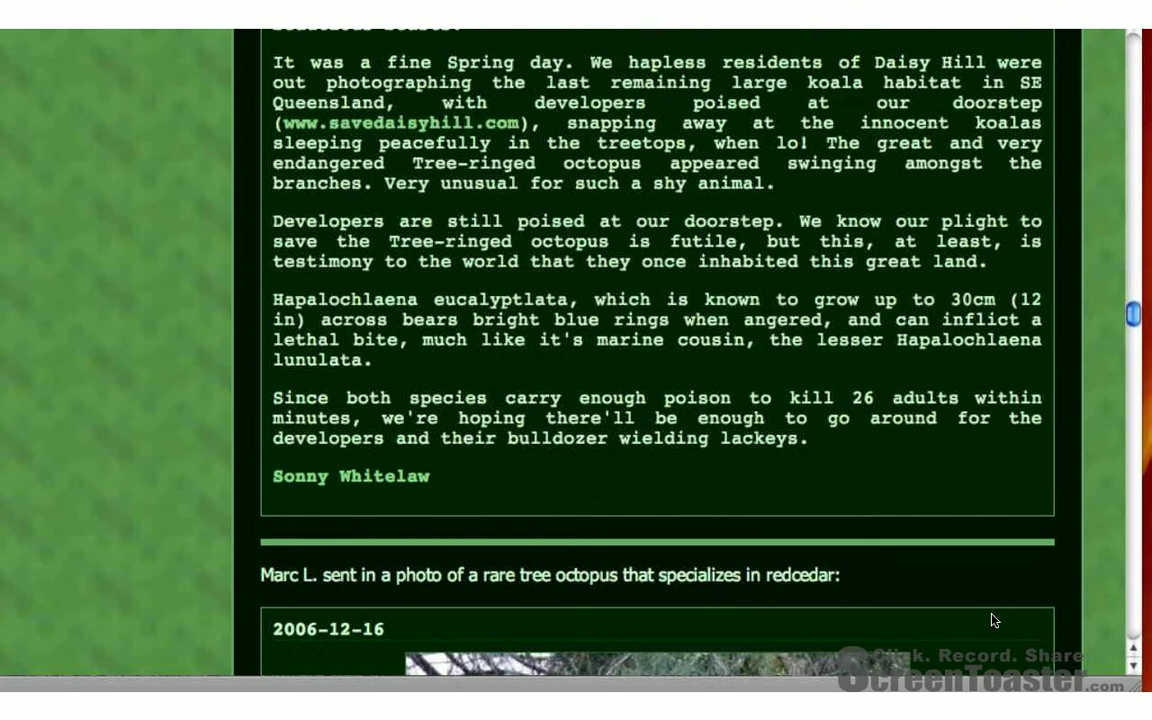 It was a fine Spring day. We hapless residents of Daisy Hill were
out photographing the last remaining large koala habitat in SE
Queensland, with developers poised at our doorstep
(www.savedaisyhill.com), snapping away at the innocent koalas
sleeping peacefully in the treetops, when lo! The great and very
endangered Tree-ringed octopus appeared swinging amongst the
branches. Very unusual for such a shy animal.
Developers are still poised at our doorstep. We know our plight to
save the Tree-ringed octopus is futile, but this, at least, is
testimony to the world that they once inhabited this great land.
Hapalochlaena eucalyptlata, which is known to grow up to 30cm (12
in) across bears bright blue rings when angered, and can inflict a
lethal bite, much like it's marine cousin, the lesser Hapalochlaena
lunulata.
Since both species carry enough poison to kill 26 adults within
minutes, we're hoping there'll be enough to go around for the
developers and their bulldozer wielding lackeys.
Sonny Whitelaw
Marc L. sent in a photo of a rare tree octopus that specializes in redcedar:
2006-12-16
Click. Record. Share
ScreenToaster.com